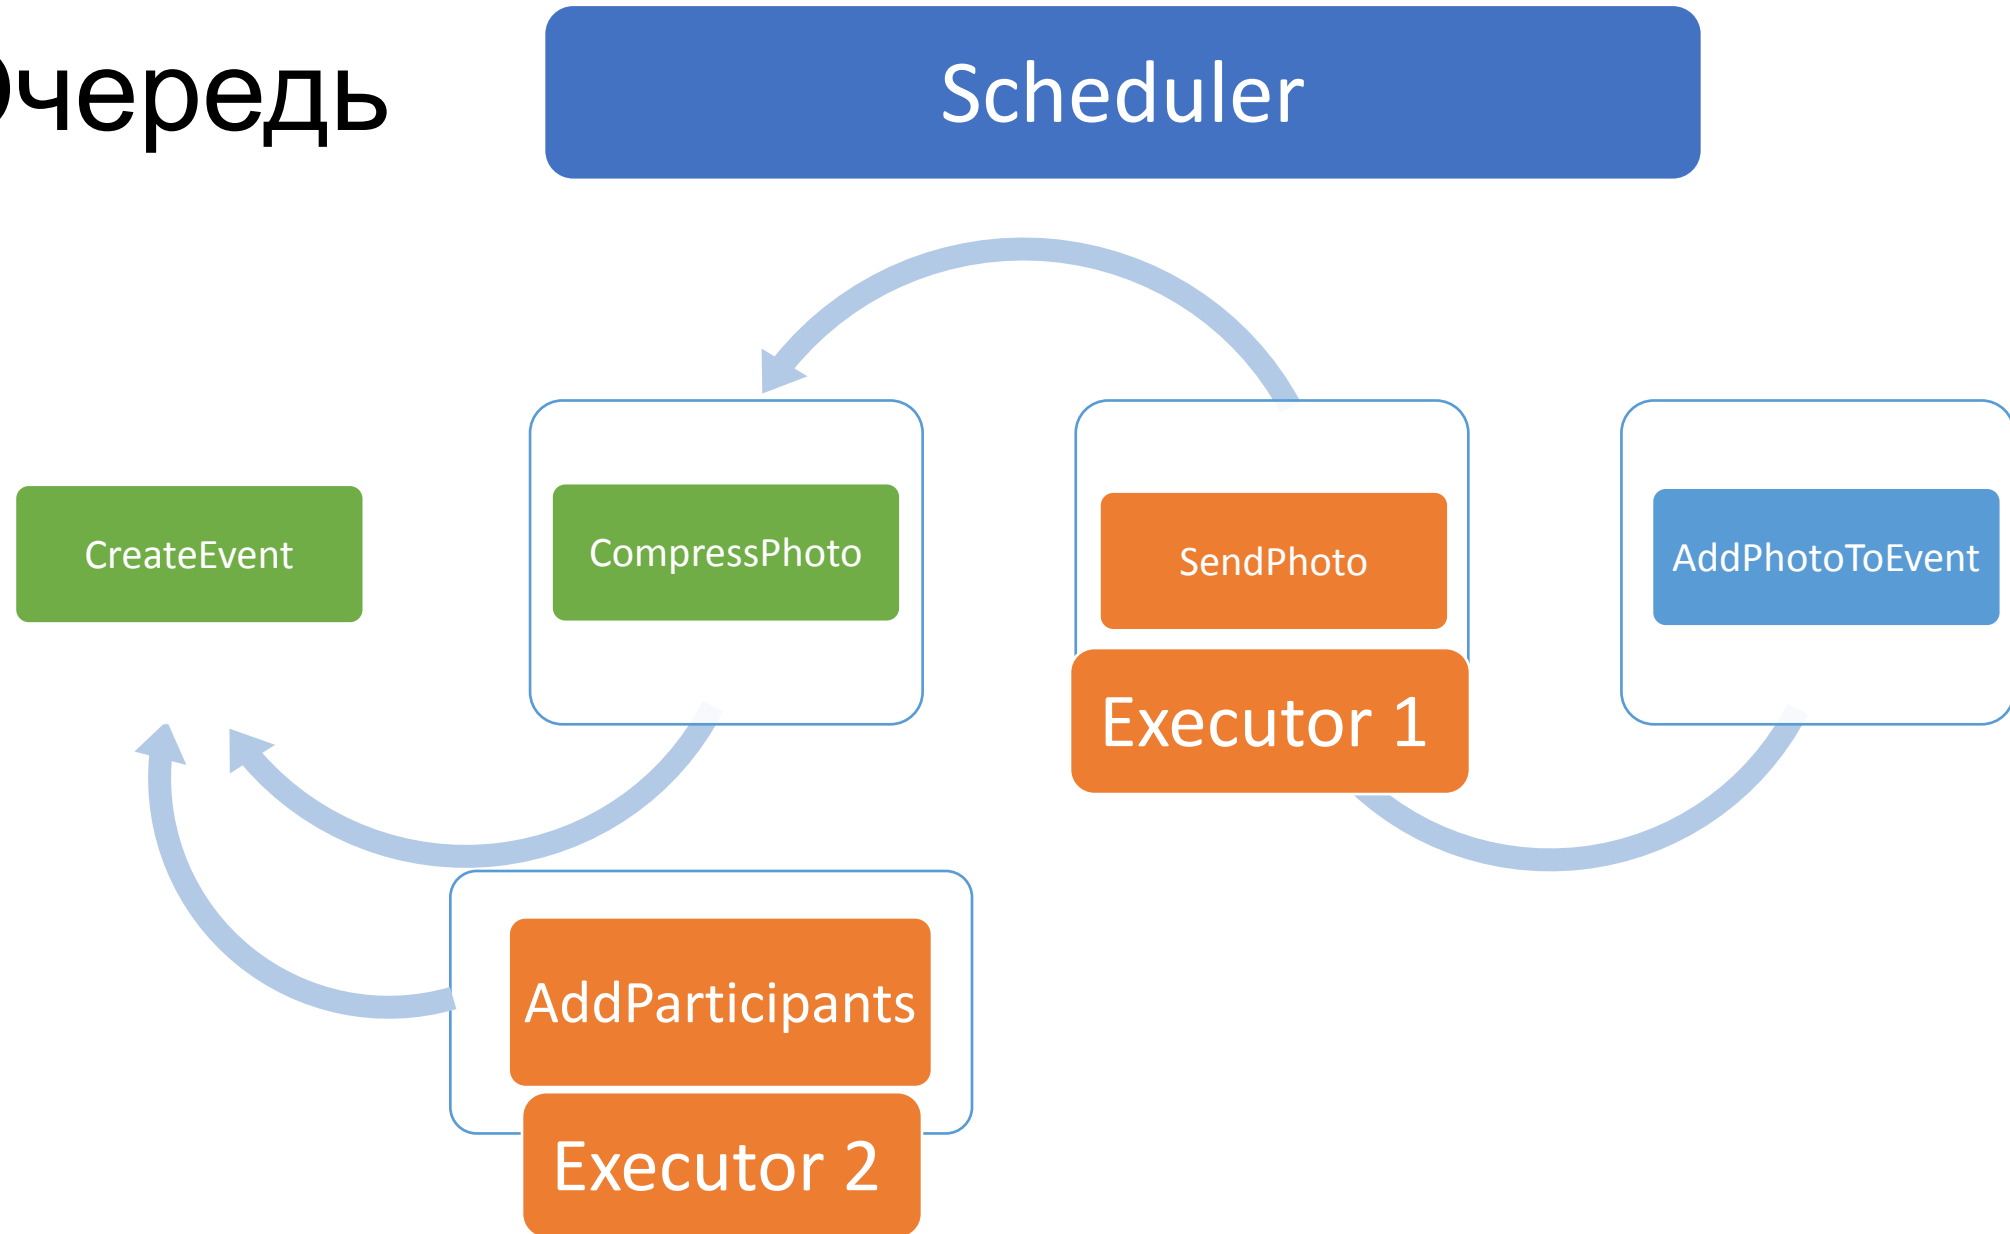 Очередь
Scheduler
CreateEvent
CompressPhoto
SendPhoto
AddPhotoToEvent
Executor 1
AddParticipants
Executor 2